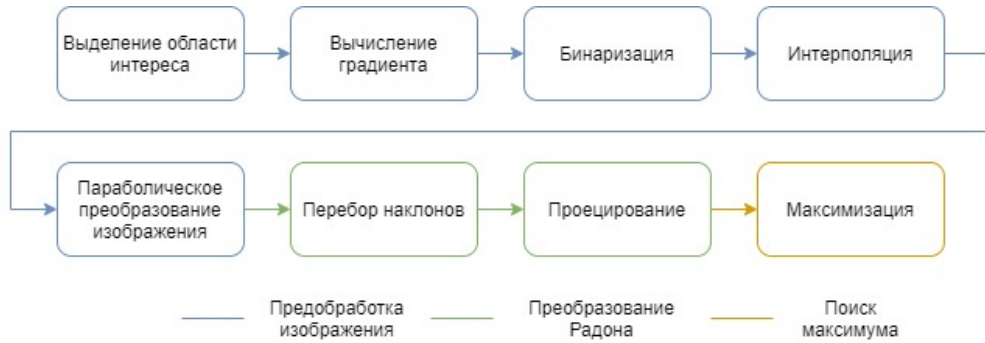 Выделение области
интереса
Вычисление
градиента
Бинаризация
Интерполяция
Параболическое
преобразование
изображения
Перебор наклонов
Проецирование
Максимизация
Предобработка
изображения
Преобразование
Радона
Поиск
максимума